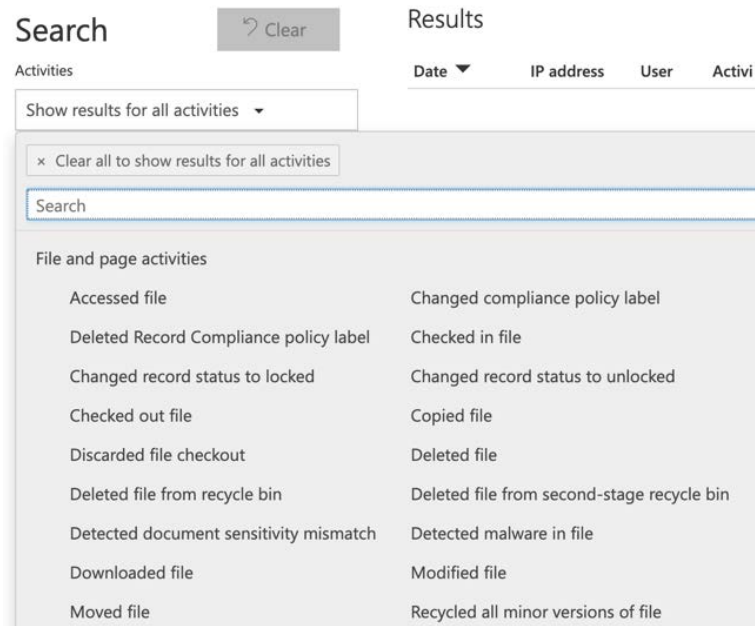 Search
Clear
Results
Activities
Date IP address User Activi
Show results for all activities
× Clear all to show results for all activities
Search
File and page activities
Accessed file Changed compliance policy label
Deleted Record Compliance policy label Checked in file
Changed record status to locked Changed record status to unlocked
Checked out file Copied file
Discarded file checkout Deleted file
Deleted file from recycle bin Deleted file from second-stage recycle bin
Detected document sensitivity mismatch Detected malware in file
Downloaded file Modified file
Moved file Recycled all minor versions of file